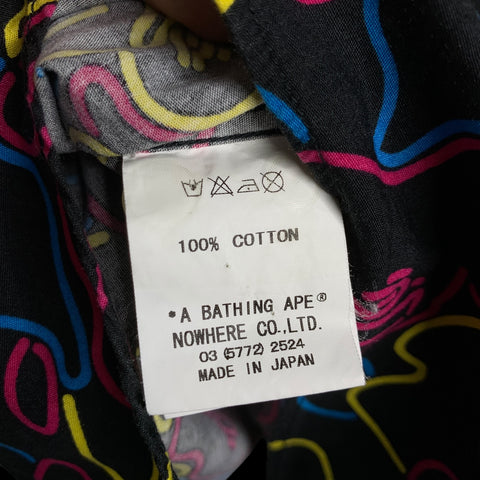 100% COTTON
*A BATHING APE®
NOWHERE CO.,LTD.
03 (5772) 2524
MADE IN JAPAN